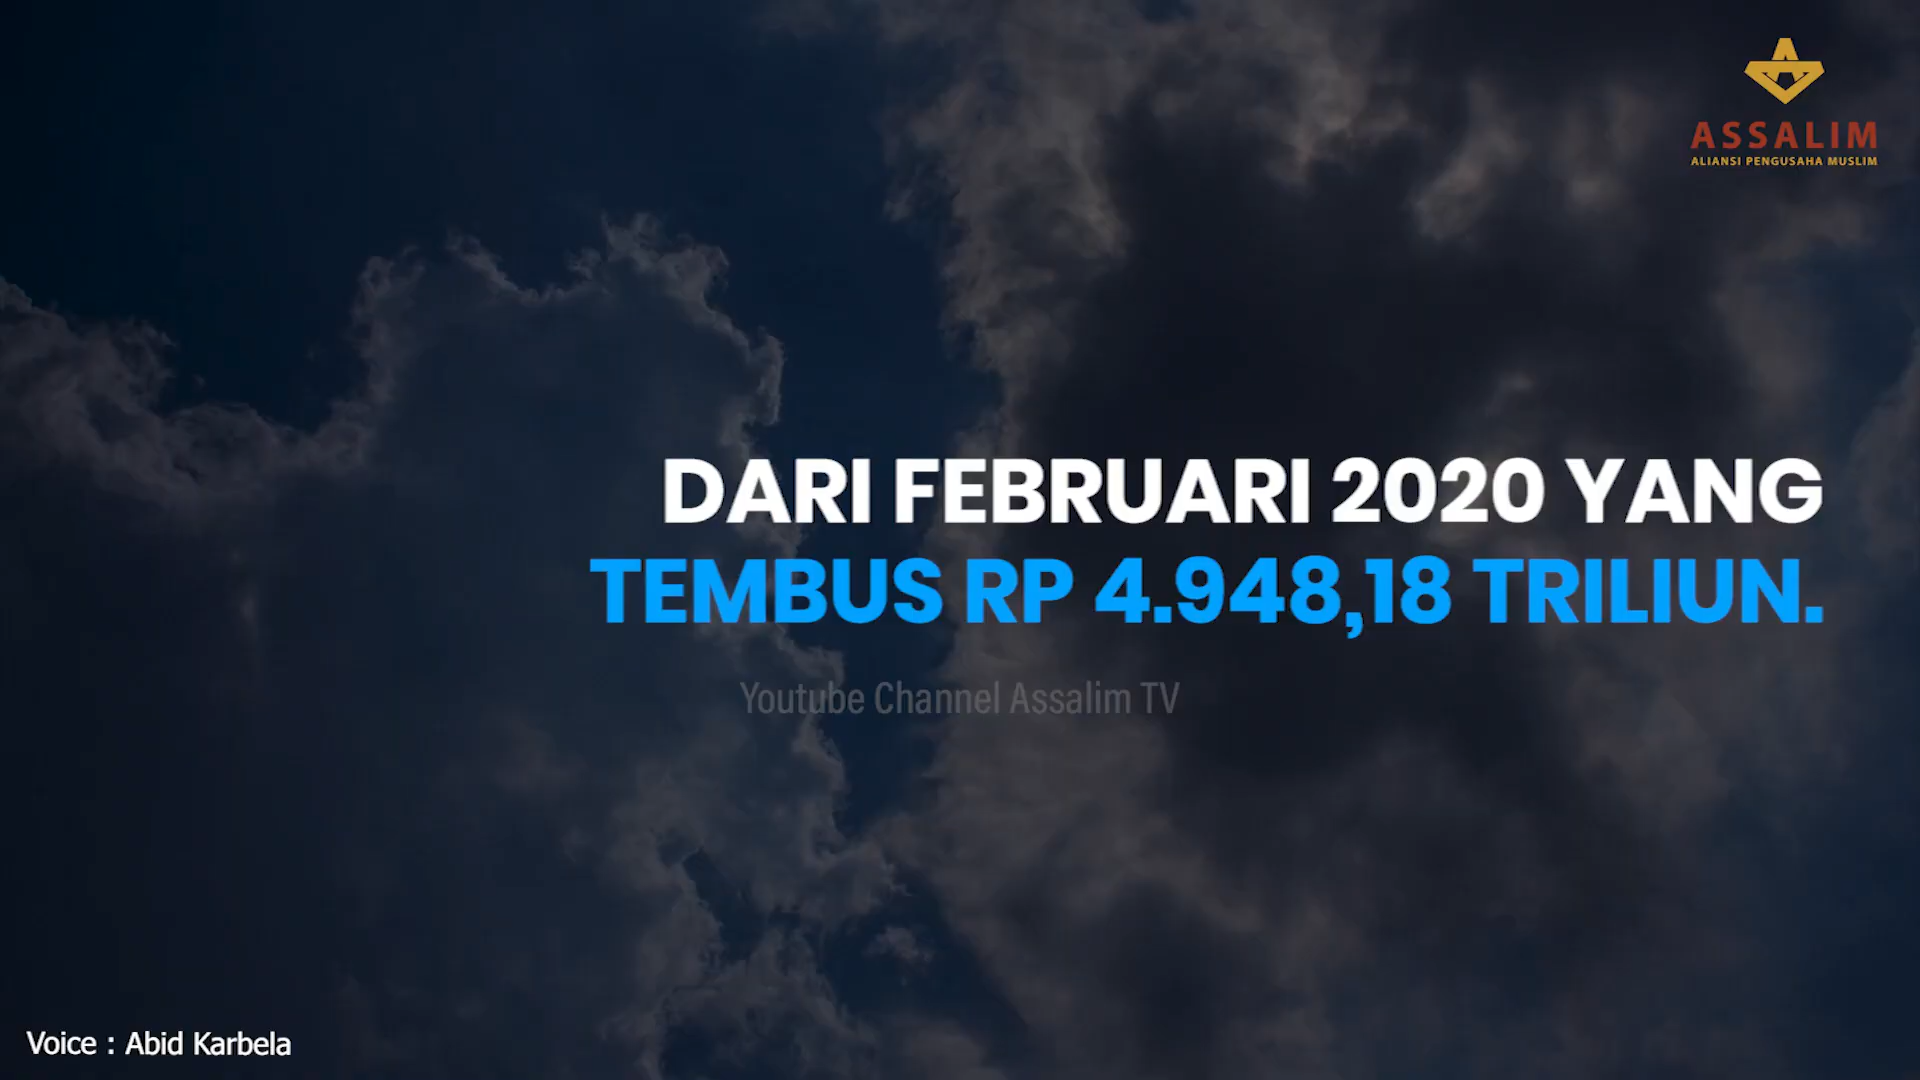 ASSALIM
ALIANSI PENGUSAHA MUSLIM
DARI FEBRUARI 2020 YANG
TEMBUS RP 4.948,18 TRILIUN.
Youtube Channel Assalim TV
Voice : Abid Karbela